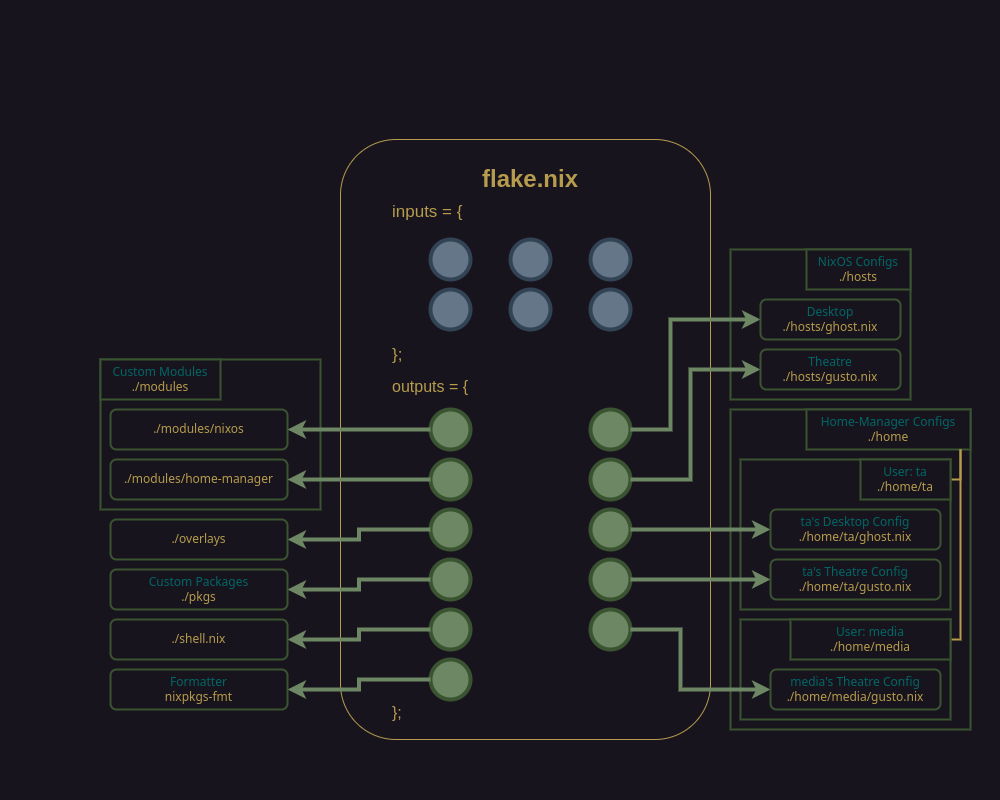 flake.nix
inputs = {
};
outputs = {
};
Custom Modules
./modules
./modules/nixos
./modules/home-manager
./overlays
Custom Packages
./pkgs
./shell.nix
Formatter
nixpkgs-fmt
NixOS Configs
./hosts
Desktop
./hosts/ghost.nix
Theatre
./hosts/gusto.nix
Home-Manager Configs
./home
User: ta
./home/ta
ta's Desktop Config
./home/ta/ghost.nix
ta's Theatre Config
./home/ta/gusto.nix
User: media
./home/media
media's Theatre Config
./home/media/gusto.nix